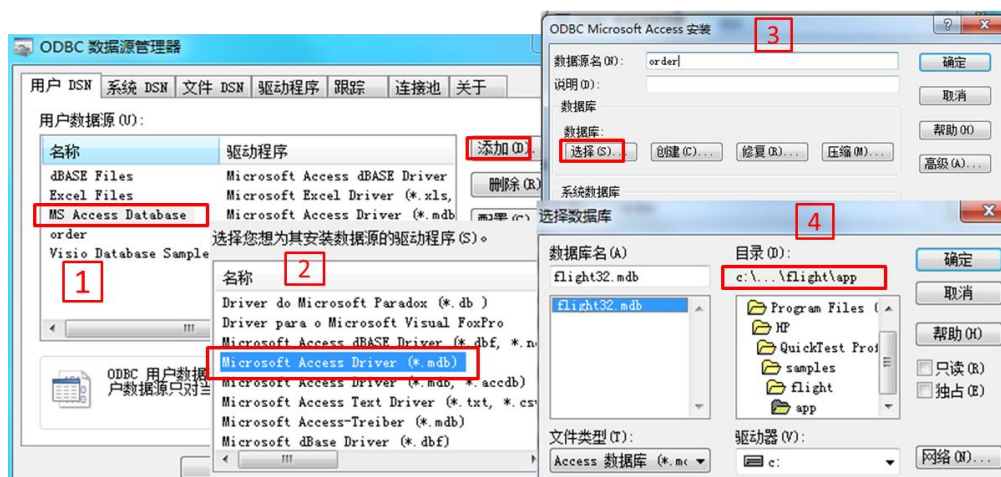 ODBC 数据源管理器
用户 DSN 系统 DSN 文件 DSN 驱动程序 跟踪 连接池 关于
用户数据源(U):
名称 驱动程序
添加(D)..
dBASE Files Microsoft Access dBASE Driver
删除(R)
Excel Files Microsoft Excel Driver (*.xls,
MS Access Database Microsoft Access Driver (*.mdb
order
Visio Database Sample
1
ODBC 用户数据
户数据源只对当
选择您想为其安装数据源的驱动程序(S)。
2
名称
Driver do Microsoft Paradox (*.db )
Driver para o Microsoft Visual FoxPro
Microsoft Access dBASE Driver (*.dbf, *.n
Microsoft Access Driver (*.mdb)
Microsoft Access Driver (*.mdb, *.accdb)
Microsoft Access Text Driver (*.txt, *.cs
Microsoft Access-Treiber (*.mdb)
Microsoft dBase Driver (*.dbf)
ODBC Microsoft Access 安装
3
数据源名(N): order
确定
说明(D):
取消
数据库
数据库:
帮助(H)
选择(S)... 创建(C)... 修复(R)... 压缩(M)...
高级(A)...
系统数据库
选择数据库
4
数据库名(A) 目录(D):
确定
flight32.mdb c:\...\flight\app
取消
flight32.mdb
Program Files (
HP
帮助(H)
QuickTest Prof
samples
只读(R)
flight
独占(E)
app
文件类型(T): 驱动器(V):
Access 数据库 (*.m c:
网络(N)...